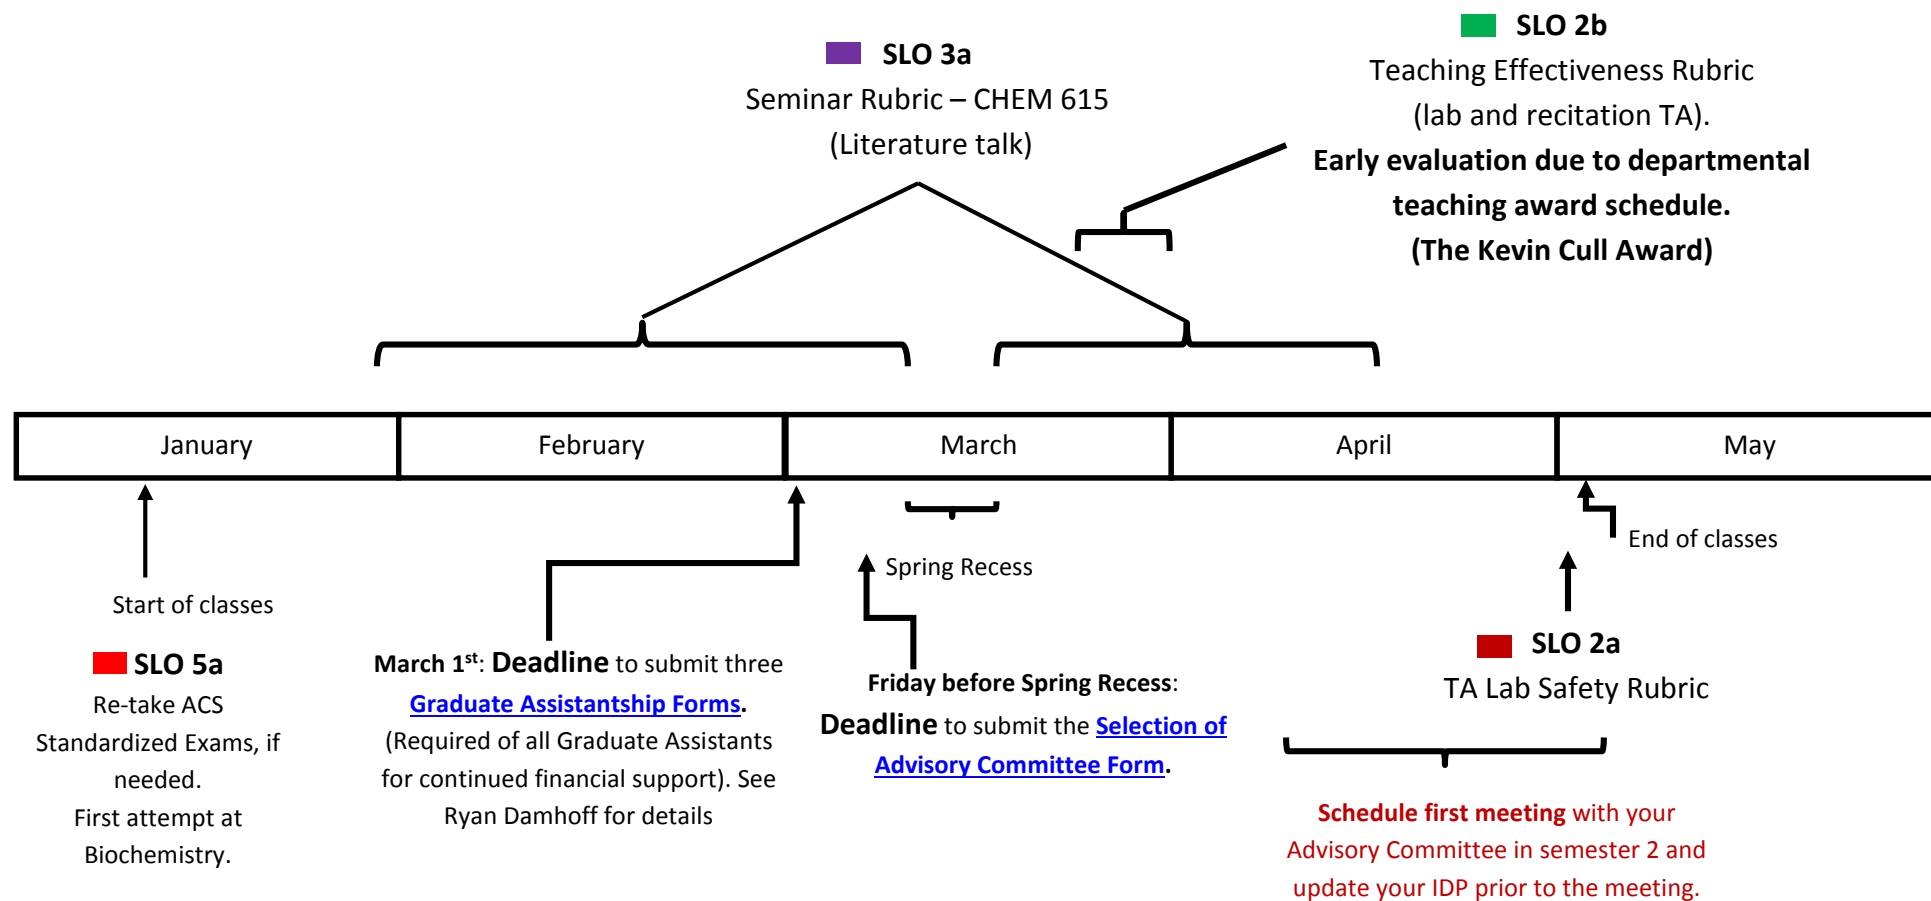 SLO 3a
Seminar Rubric – CHEM 615
(Literature talk)
SLO 2b
Teaching Effectiveness Rubric
(lab and recitation TA).
Early evaluation due to departmental
teaching award schedule.
(The Kevin Cull Award)
January
February
March
April
May
Start of classes
Spring Recess
End of classes
SLO 5a
Re-take ACS
Standardized Exams, if
needed.
First attempt at
Biochemistry.
March 1st: Deadline to submit three
Graduate Assistantship Forms.
(Required of all Graduate Assistants
for continued financial support). See
Ryan Damhoff for details
Friday before Spring Recess:
Deadline to submit the Selection of
Advisory Committee Form.
SLO 2a
TA Lab Safety Rubric
Schedule first meeting with your
Advisory Committee in semester 2 and
update your IDP prior to the meeting.